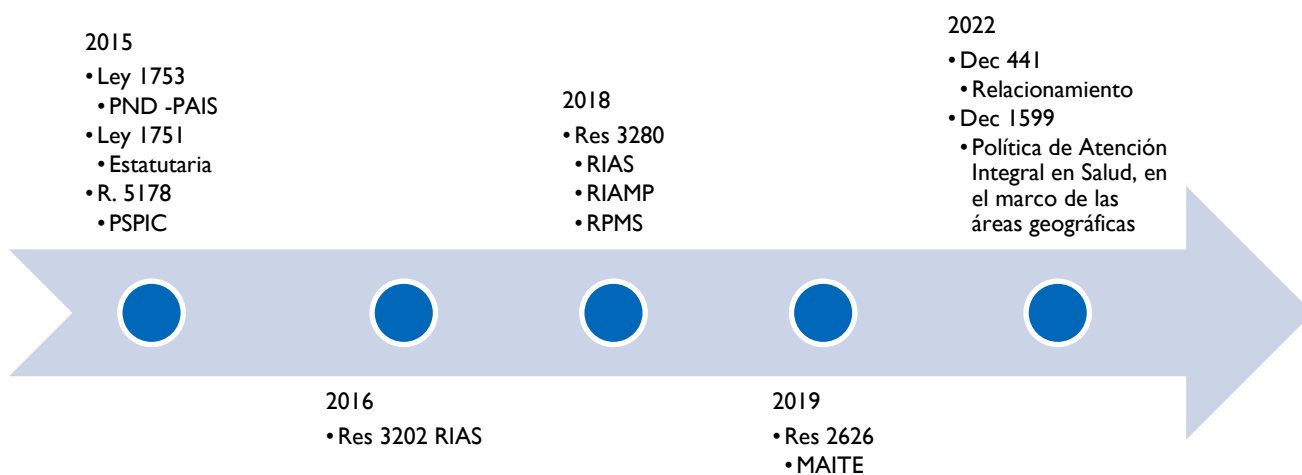 2015
• Ley 1753
• PND -PAIS
• Ley 1751
• Estatutaria
• R. 5178
• PSPIC
2016
• Res 3202 RIAS
2018
• Res 3280
• RIAS
• RIAMP
• RPMS
2019
• Res 2626
• MAITE
2022
• Dec 441
• Relacionamiento
• Dec 1599
• Política de Atención
Integral en Salud, en
el marco de las
áreas geográficas